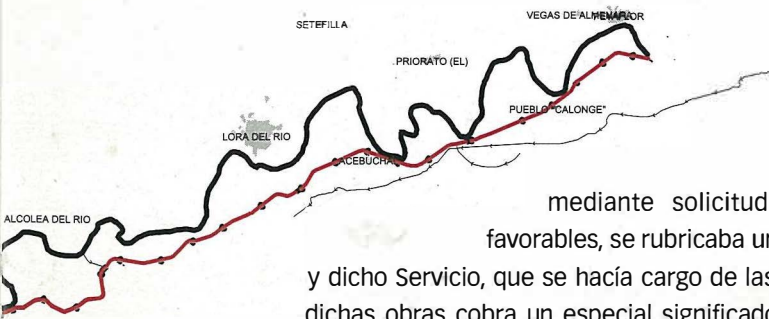 VEGAS DE ALMENARA
PEÑAFLOR
SETEFILLA
PRIORATO (EL)
PUEBLO "CALONGE"
LORA DEL RIO
ACEBUCHAL
ALCOLEA DEL RIO
mediante solicitud
favorables, se rubricaba un
y dicho Servicio, que se hacía cargo de las
dichas obras cobra un especial significado